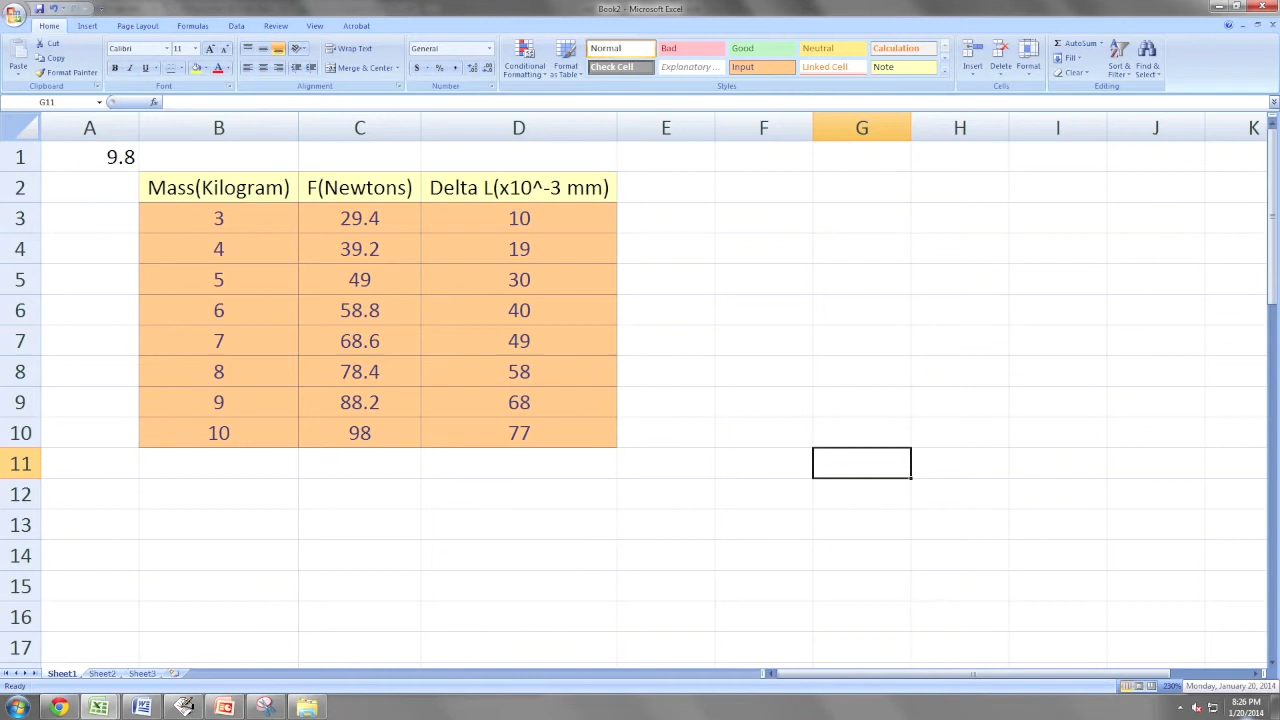 Book2 - Microsoft Excel
Home Insert Page Layout Formulas Data Review View Acrobat
Paste
Cut
Copy
Format Painter
Clipboard
Calibri 11
B I U
Font
Wrap Text
Merge & Center
Alignment
General
$ % ,
Number
Conditional Formatting
Format as Table
Normal Bad Good Neutral Calculation
Check Cell Explanatory ... Input Linked Cell Note
Styles
Insert Delete Format
Cells
Σ AutoSum
Fill
Clear
Sort & Filter
Find & Select
Editing
G11 fx
A B C D E F G H I J K
1 9.8
2 Mass(Kilogram) F(Newtons) Delta L(x10^-3 mm)
3 3 29.4 10
4 4 39.2 19
5 5 49 30
6 6 58.8 40
7 7 68.6 49
8 8 78.4 58
9 9 88.2 68
10 10 98 77
11
12
13
14
15
16
17
Sheet1 Sheet2 Sheet3
Ready 230% Monday, January 20, 2014
8:26 PM
1/20/2014